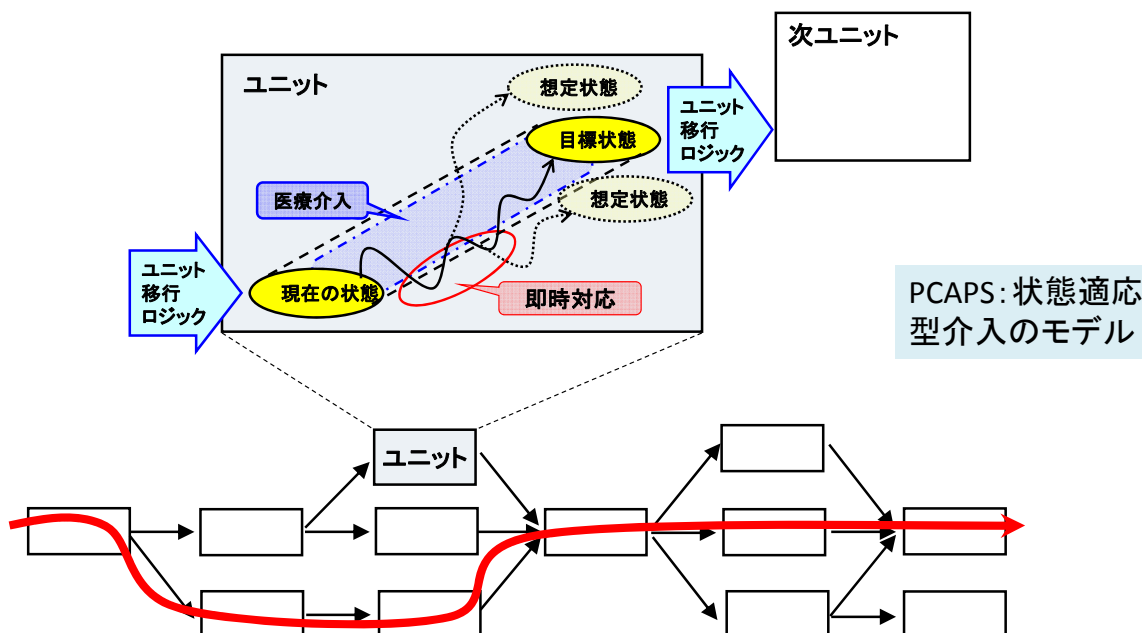 次ユニット
ユニット
想定状態
ユニット
移行
ロジック
目標状態
医療介入
想定状態
ユニット
移行
ロジック
現在の状態
即時対応
PCAPS:状態適応
型介入のモデル
ユニット